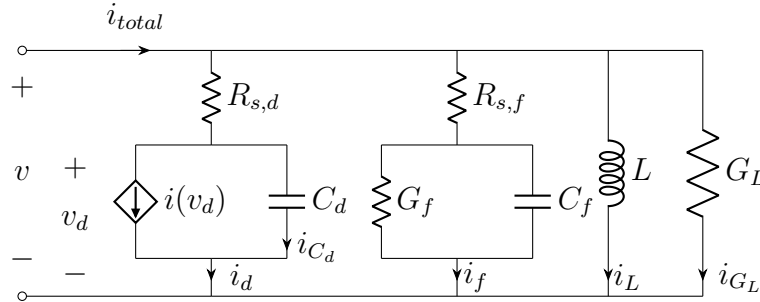 i_{total}
+ R_{s,d} R_{s,f}
v + v_d i(v_d) C_d G_f C_f L G_L
i_{C_d}
− − i_d i_f i_L i_{G_L}